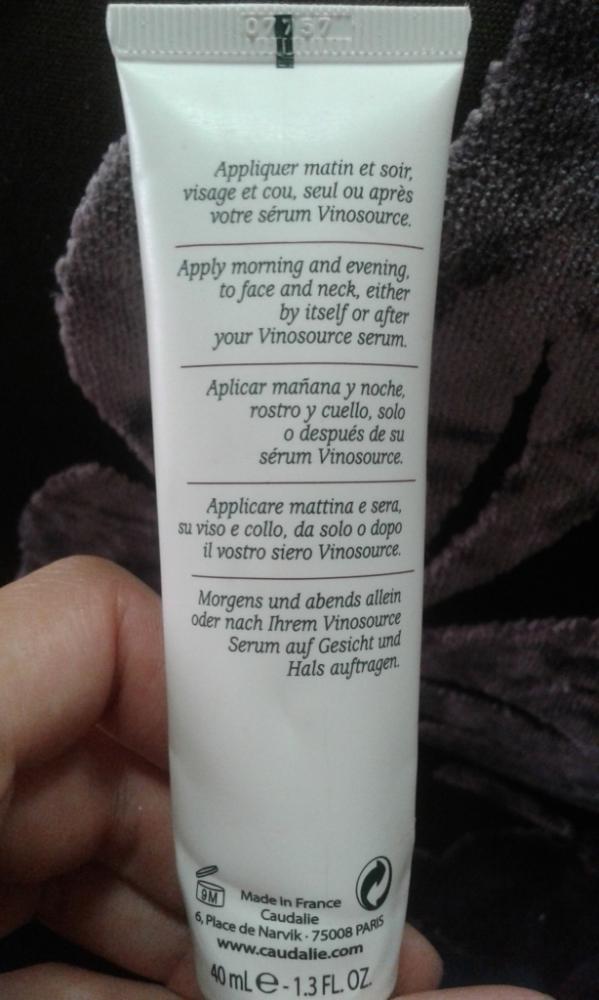 Appliquer matin et soir,
visage et cou, seul ou après
votre sérum Vinosource.
Apply morning and evening,
to face and neck, either
by itself or after
your Vinosource serum.
Aplicar mañana y noche,
rostro y cuello, solo
o después de su
sérum Vinosource.
Applicare mattina e sera,
su viso e collo, da solo o dopo
il vostro siero Vinosource.
Morgens und abends allein
oder nach Ihrem Vinosource
Serum auf Gesicht und
Hals auftragen.
9M
Made in France
Caudalie
6, Place de Narvik - 75008 PARIS
www.caudalie.com
40 mL e - 1.3 FL. OZ.